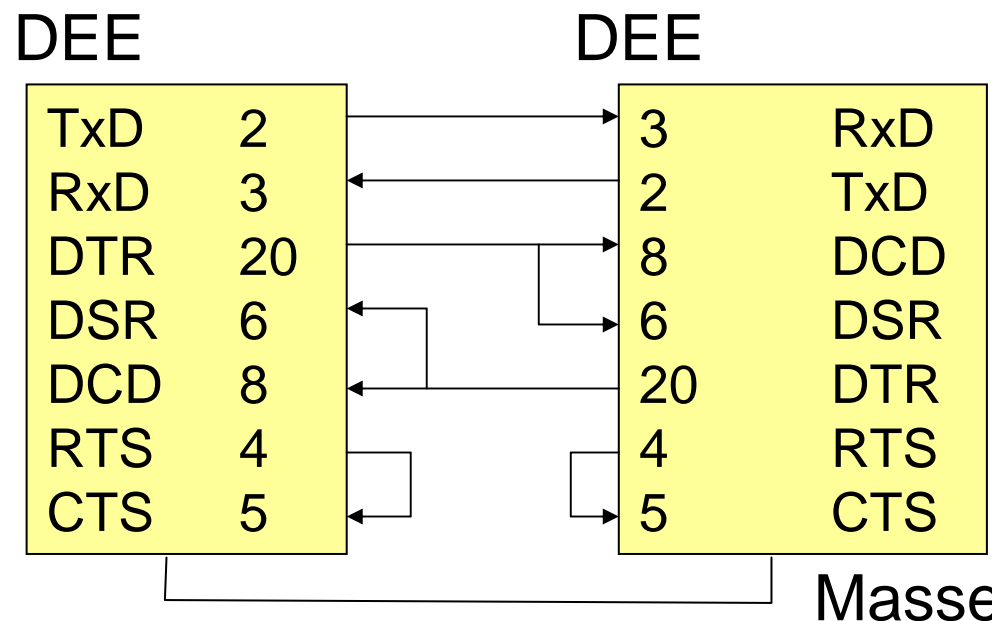 DEE DEE
TxD 2 3 RxD
RxD 3 2 TxD
DTR 20 8 DCD
DSR 6 6 DSR
DCD 8 20 DTR
RTS 4 4 RTS
CTS 5 5 CTS
Masse